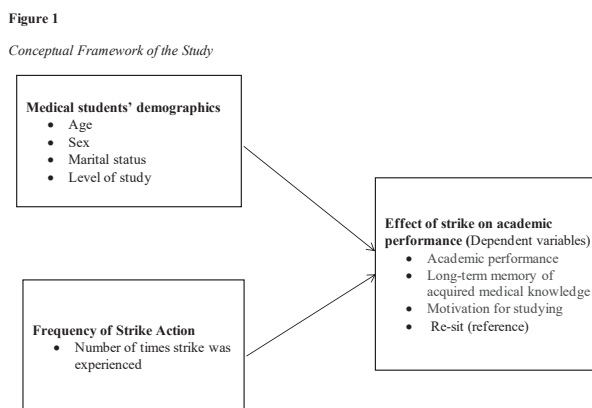 Figure 1
Conceptual Framework of the Study
Medical students' demographics
• Age
• Sex
• Marital status
• Level of study
Effect of strike on academic
performance (Dependent variables)
• Academic performance
• Long-term memory of
acquired medical knowledge
• Motivation for studying
• Re-sit (reference)
Frequency of Strike Action
• Number of times strike was
experienced